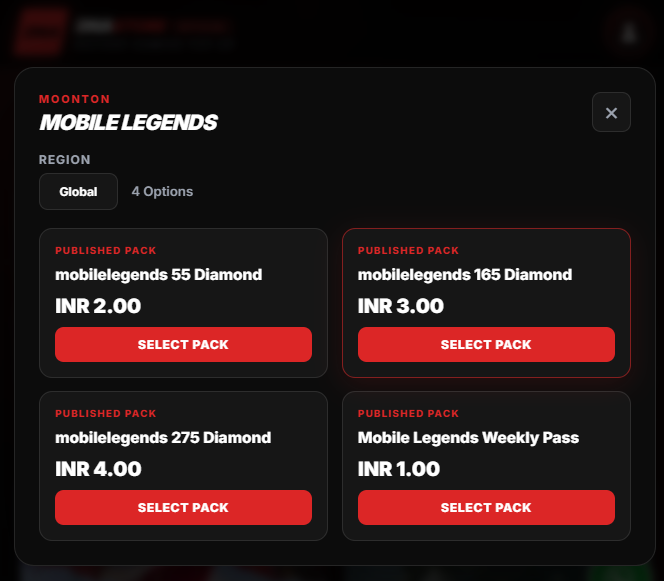 MOONTON
MOBILE LEGENDS
REGION
Global
4 Options
PUBLISHED PACK
mobilelegends 55 Diamond
INR 2.00
SELECT PACK
PUBLISHED PACK
mobilelegends 165 Diamond
INR 3.00
SELECT PACK
PUBLISHED PACK
mobilelegends 275 Diamond
INR 4.00
SELECT PACK
PUBLISHED PACK
Mobile Legends Weekly Pass
INR 1.00
SELECT PACK